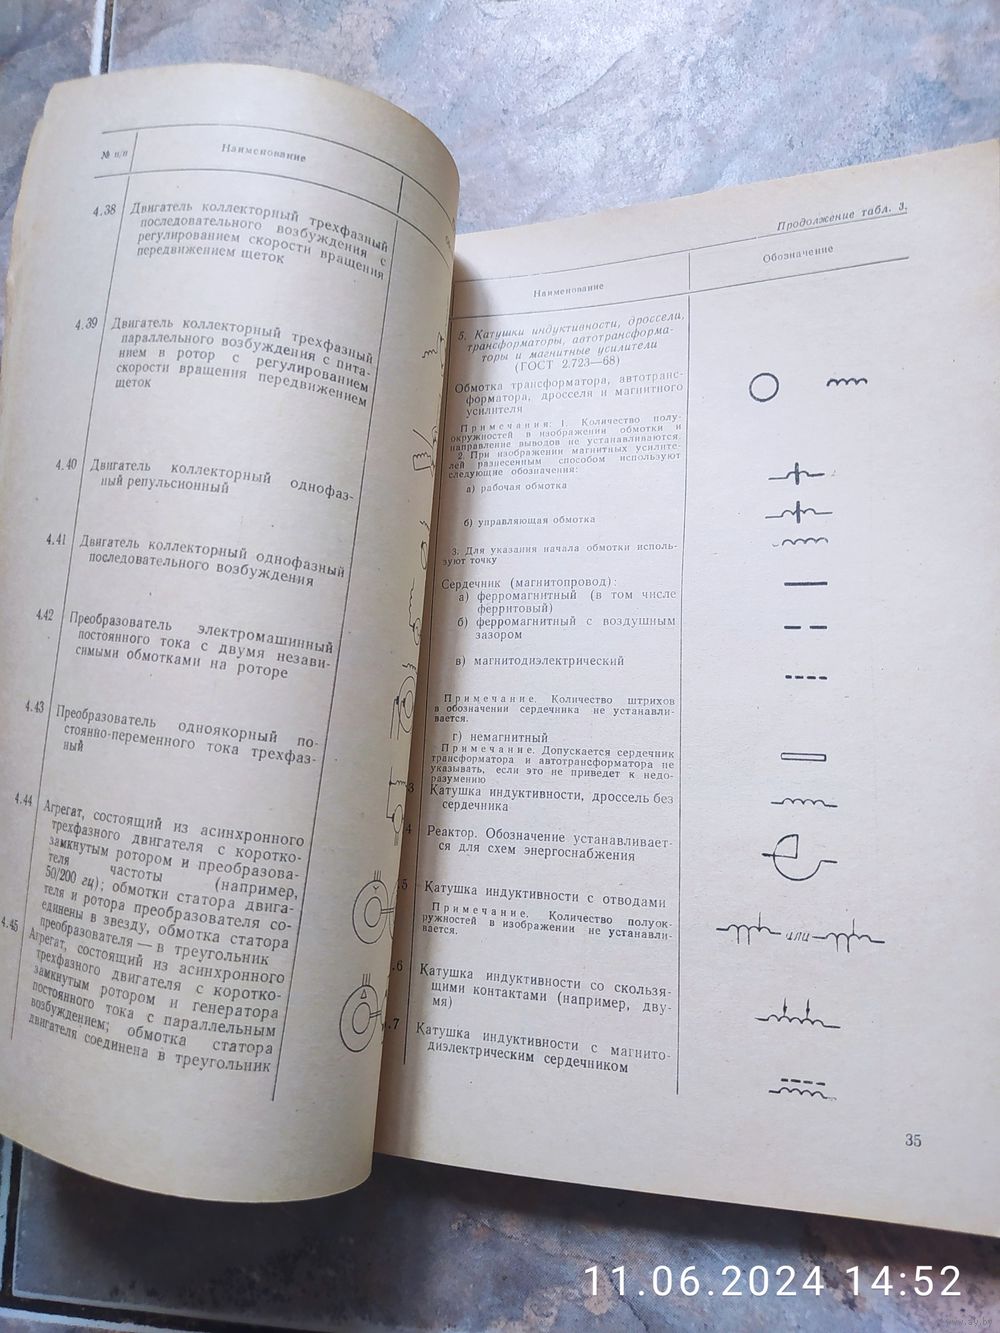 № п/п
Наименование
4.38 Двигатель коллекторный трехфазный
последовательного возбуждения с
регулированием скорости вращения
передвижением щеток
4.39 Двигатель коллекторный трехфазный
параллельного возбуждения с пита-
нием в ротор с регулированием
скорости вращения передвижением
щеток
4.40 Двигатель коллекторный однофаз-
ный репульсионный
4.41 Двигатель коллекторный однофазный
последовательного возбуждения
4.42 Преобразователь электромашинный
постоянного тока с двумя незави-
симыми обмотками на роторе
4.43 Преобразователь одноякорный по-
стоянно-переменного тока трехфаз-
ный
4.44 Агрегат, состоящий из асинхронного
трехфазного двигателя с коротко-
замкнутым ротором и преобразова-
теля частоты (например,
50/200 гц); обмотки статора двига-
теля и ротора преобразователя со-
единены в звезду, обмотка статора
преобразователя — в треугольник
4.45 Агрегат, состоящий из асинхронного
трехфазного двигателя с коротко-
замкнутым ротором и генератора
постоянного тока с параллельным
возбуждением; обмотка статора
двигателя соединена в треугольник
Продолжение табл. 3.
Наименование
Обозначение
5. Катушки индуктивности, дроссели,
трансформаторы, автотрансформа-
торы и магнитные усилители
(ГОСТ 2.723—68)
Обмотка трансформатора, автотранс-
форматора, дросселя и магнитного
усилителя
Примечания: 1. Количество полу-
окружностей в изображении обмотки и
направление выводов не устанавливаются.
2. При изображении магнитных усилите-
лей разнесенным способом используют
следующие обозначения:
а) рабочая обмотка
б) управляющая обмотка
3. Для указания начала обмотки исполь-
зуют точку
Сердечник (магнитопровод):
а) ферромагнитный (в том числе
ферритовый)
б) ферромагнитный с воздушным
зазором
в) магнитодиэлектрический
Примечание. Количество штрихов
в обозначении сердечника не устанавли-
вается.
г) немагнитный
Примечание. Допускается сердечник
трансформатора и автотрансформатора не
указывать, если это не приведет к недо-
разумению
3 Катушка индуктивности, дроссель без
сердечника
4 Реактор. Обозначение устанавливает-
ся для схем энергоснабжения
5 Катушка индуктивности с отводами
Примечание. Количество полуок-
ружностей в изображении не устанавли-
вается.
или
.6 Катушка индуктивности со скользя-
щими контактами (например, дву-
мя)
.7 Катушка индуктивности с магнито-
диэлектрическим сердечником
35
11.06.2024 14:52
www.ay.by